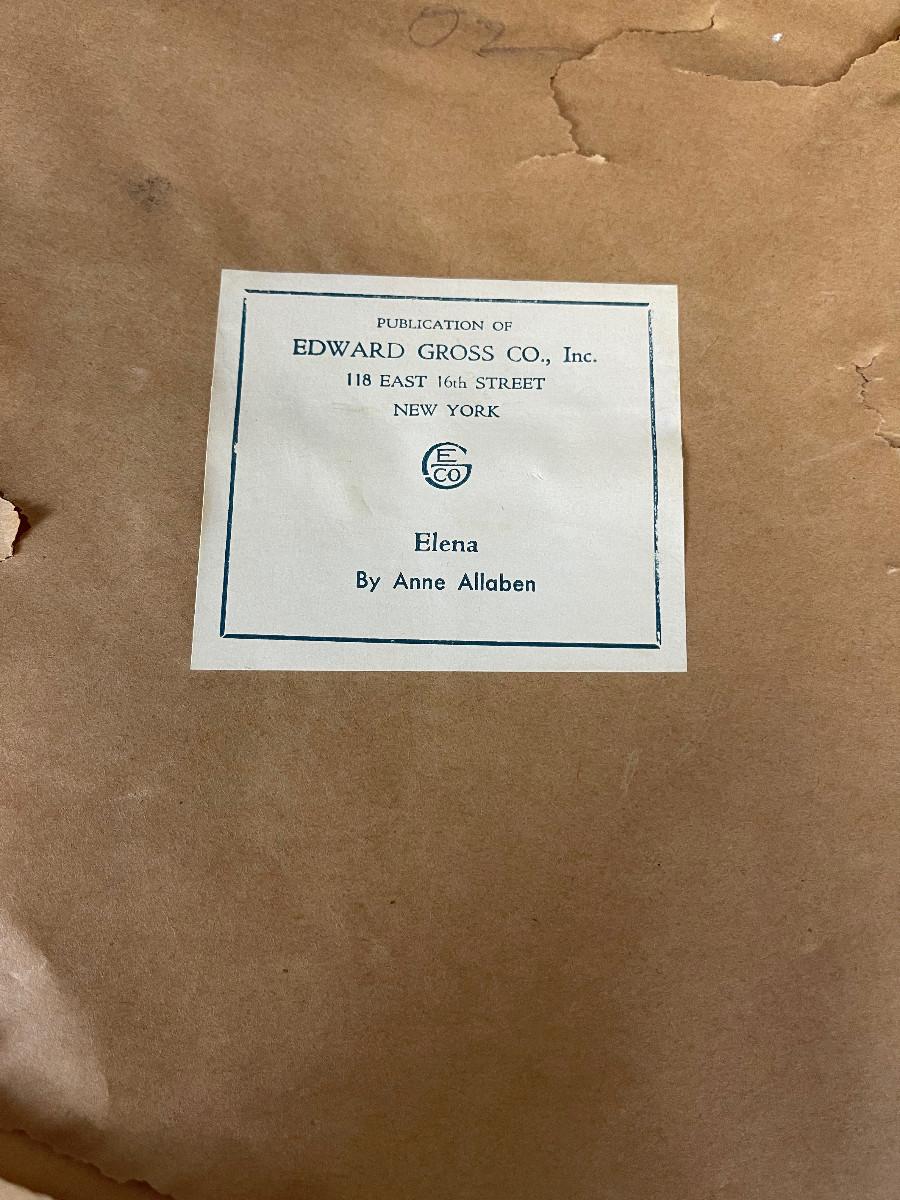 PUBLICATION OF
EDWARD GROSS CO., Inc.
118 EAST 16th STREET
NEW YORK
E
CO
Elena
By Anne Allaben